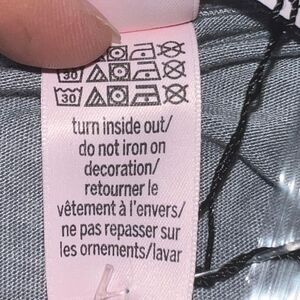 30
30
turn inside out/
do not iron on
decoration/
retourner le
vêtement à l'envers/
ne pas repasser sur
les ornements/lavar